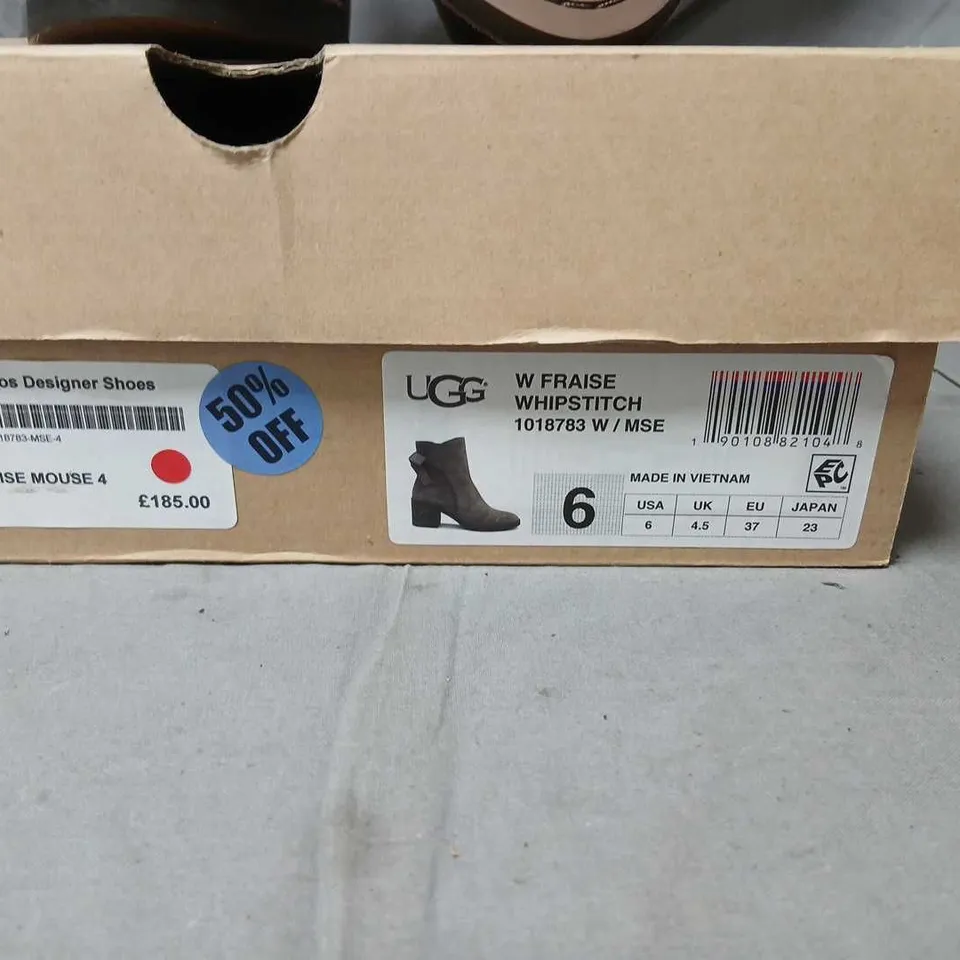 os Designer Shoes
18783-MSE-4
ISE MOUSE 4
£185.00
50%
OFF
UGG
W FRAISE
WHIPSTITCH
1018783 W / MSE
1 90108 82104 8
EPC
MADE IN VIETNAM
6
USA UK EU JAPAN
6 4.5 37 23